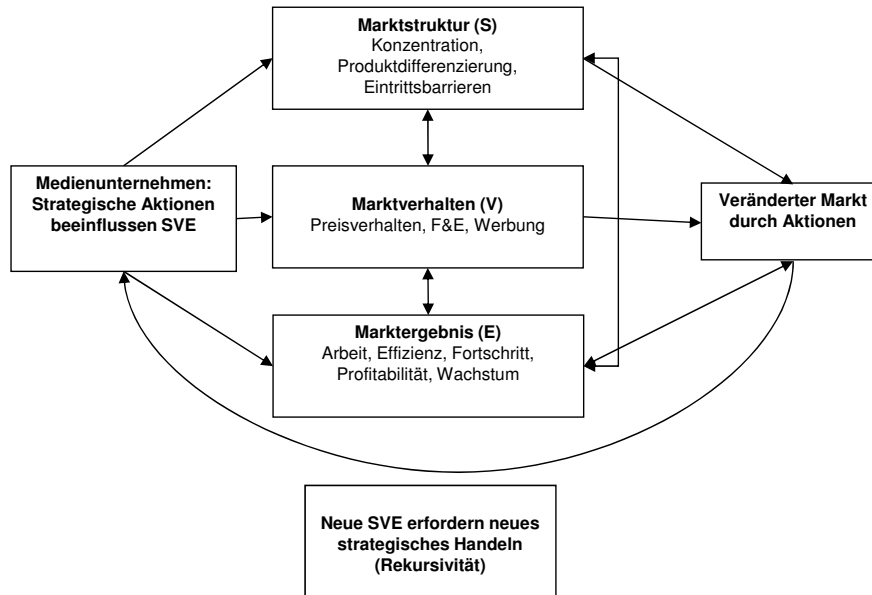 Marktstruktur (S)
Konzentration,
Produktdifferenzierung,
Eintrittsbarrieren
Medienunternehmen:
Strategische Aktionen
beeinflussen SVE
Marktverhalten (V)
Preisverhalten, F&E, Werbung
Veränderter Markt
durch Aktionen
Marktergebnis (E)
Arbeit, Effizienz, Fortschritt,
Profitabilität, Wachstum
Neue SVE erfordern neues
strategisches Handeln
(Rekursivität)